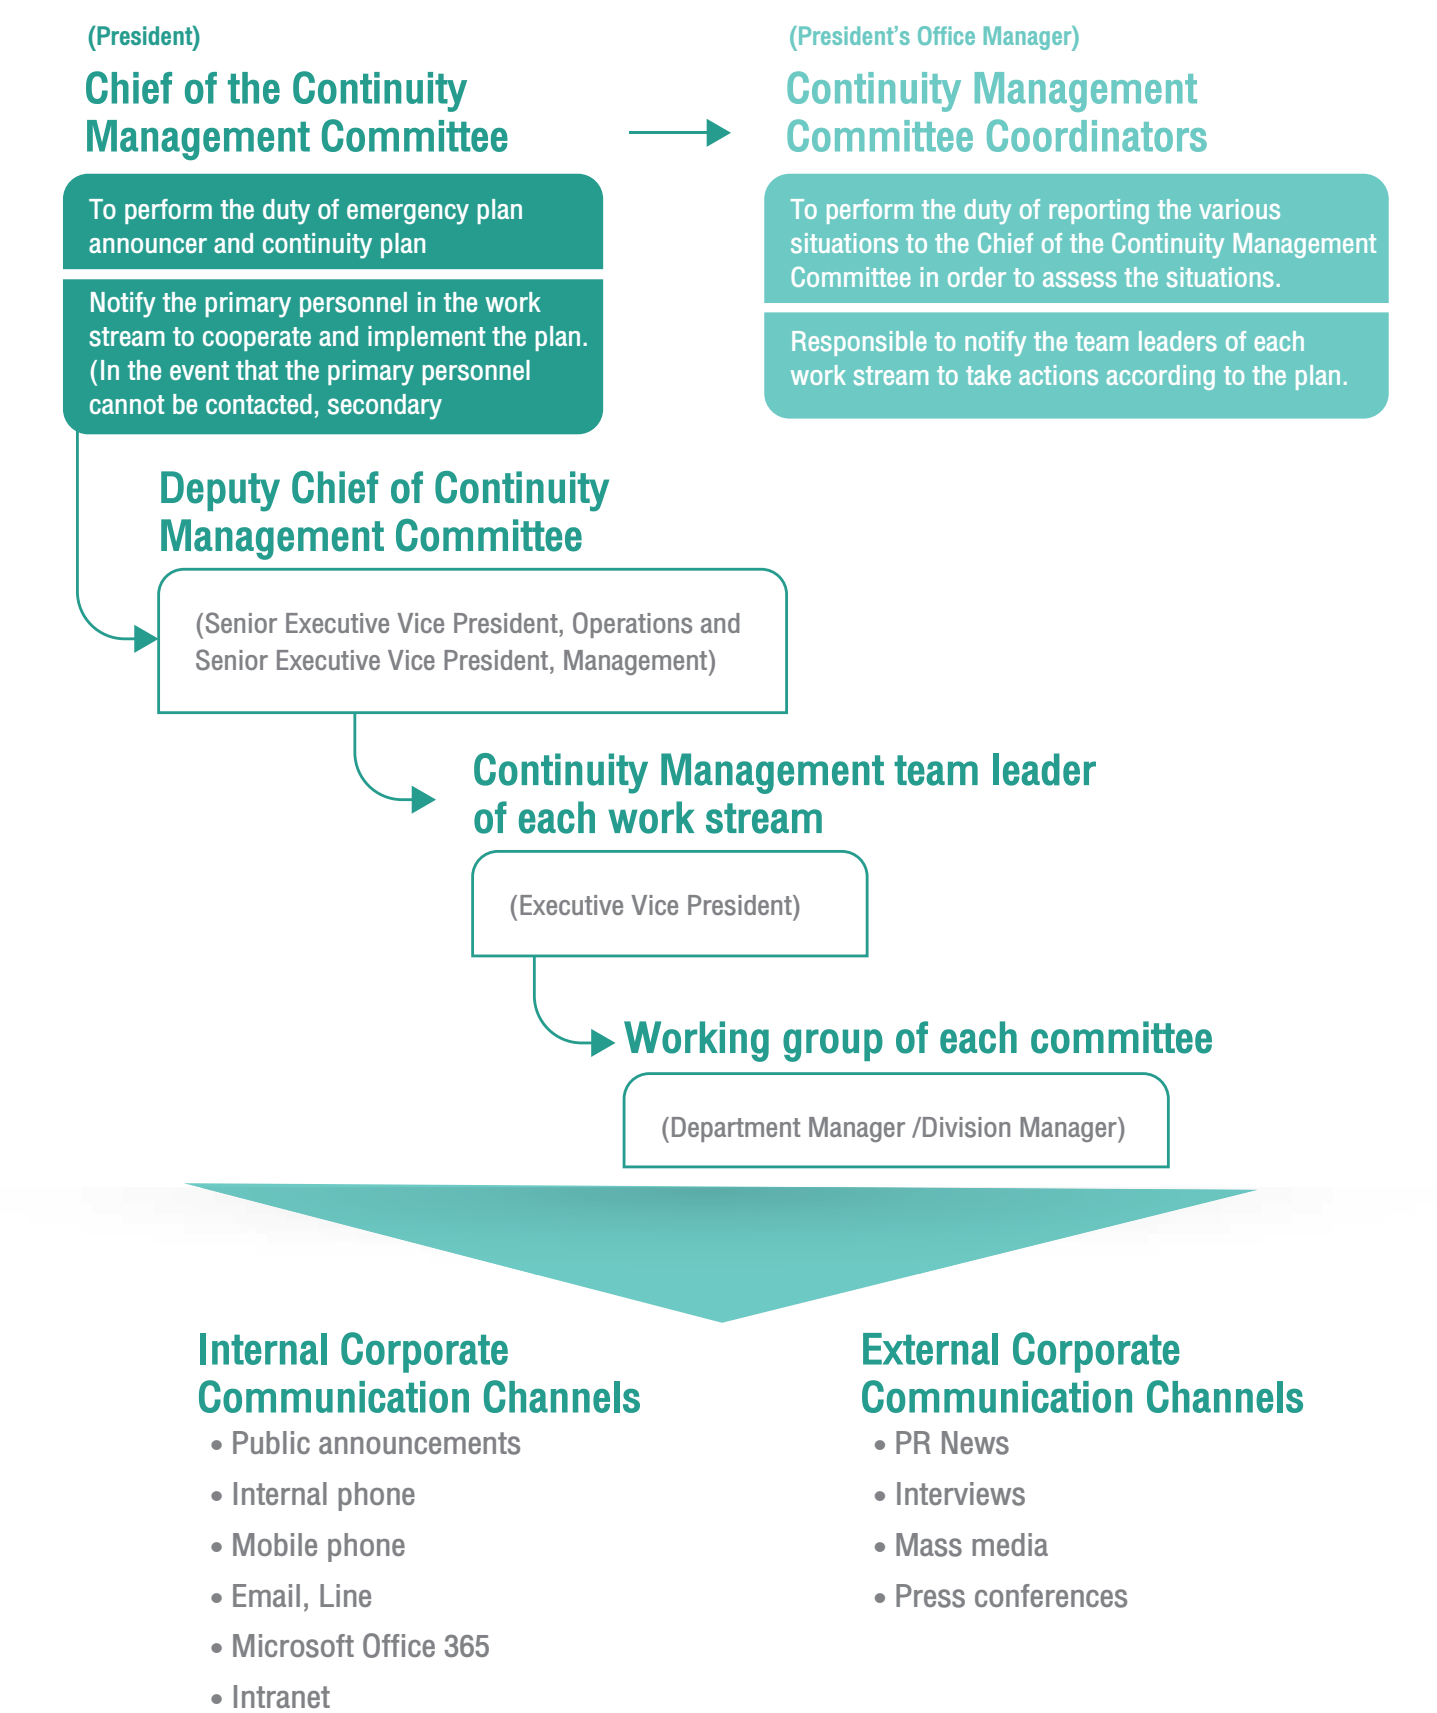 (President)
Chief of the Continuity
Management Committee
To perform the duty of emergency plan
announcer and continuity plan
Notify the primary personnel in the work
stream to cooperate and implement the plan.
(In the event that the primary personnel
cannot be contacted, secondary
(President's Office Manager)
Continuity Management
Committee Coordinators
To perform the duty of reporting the various
situations to the Chief of the Continuity Management
Committee in order to assess the situations.
Responsible to notify the team leaders of each
work stream to take actions according to the plan.
Deputy Chief of Continuity
Management Committee
(Senior Executive Vice President, Operations and
Senior Executive Vice President, Management)
Continuity Management team leader
of each work stream
(Executive Vice President)
Working group of each committee
(Department Manager /Division Manager)
Internal Corporate
Communication Channels
• Public announcements
• Internal phone
• Mobile phone
• Email, Line
• Microsoft Office 365
• Intranet
External Corporate
Communication Channels
• PR News
• Interviews
• Mass media
• Press conferences